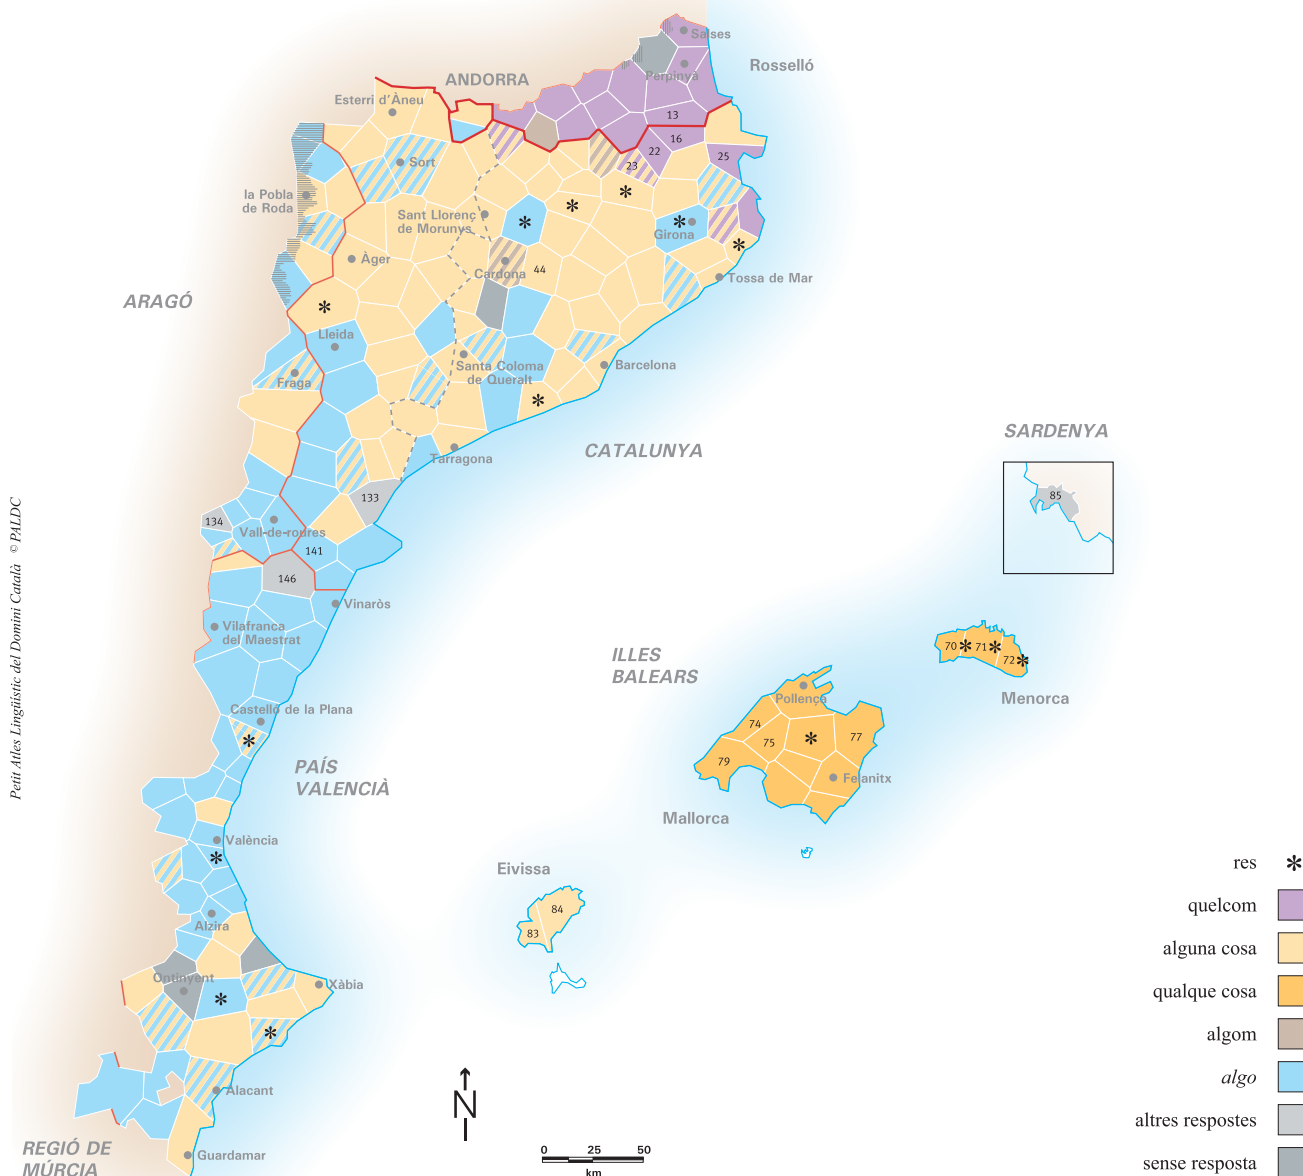 Salses
Rosselló
Perpinyà
ANDORRA
Esterri d'Àneu
13
16
22
25
23
Sort
la Pobla
de Roda
Sant Llorenç
de Morunys
Girona
Àger
Cardona
44
Tossa de Mar
ARAGÓ
Lleida
Santa Coloma
de Queralt
Barcelona
Fraga
SARDENYA
CATALUNYA
Tarragona
85
133
134
Vall-de-roures
141
146
Vinaròs
Vilafranca
del Maestrat
ILLES
BALEARS
70
71
72
Menorca
Pollença
74
75
77
79
Felanitx
Mallorca
Castelló de la Plana
PAÍS
VALENCIÀ
València
Eivissa
84
83
Alzira
Ontinyent
Xàbia
Alacant
Guardamar
REGIÓ DE
MÚRCIA
N
0 25 50
km
res *
quelcom
alguna cosa
qualque cosa
algom
algo
altres respostes
sense resposta
Petit Atles Lingüístic del Domini Català © PALDC